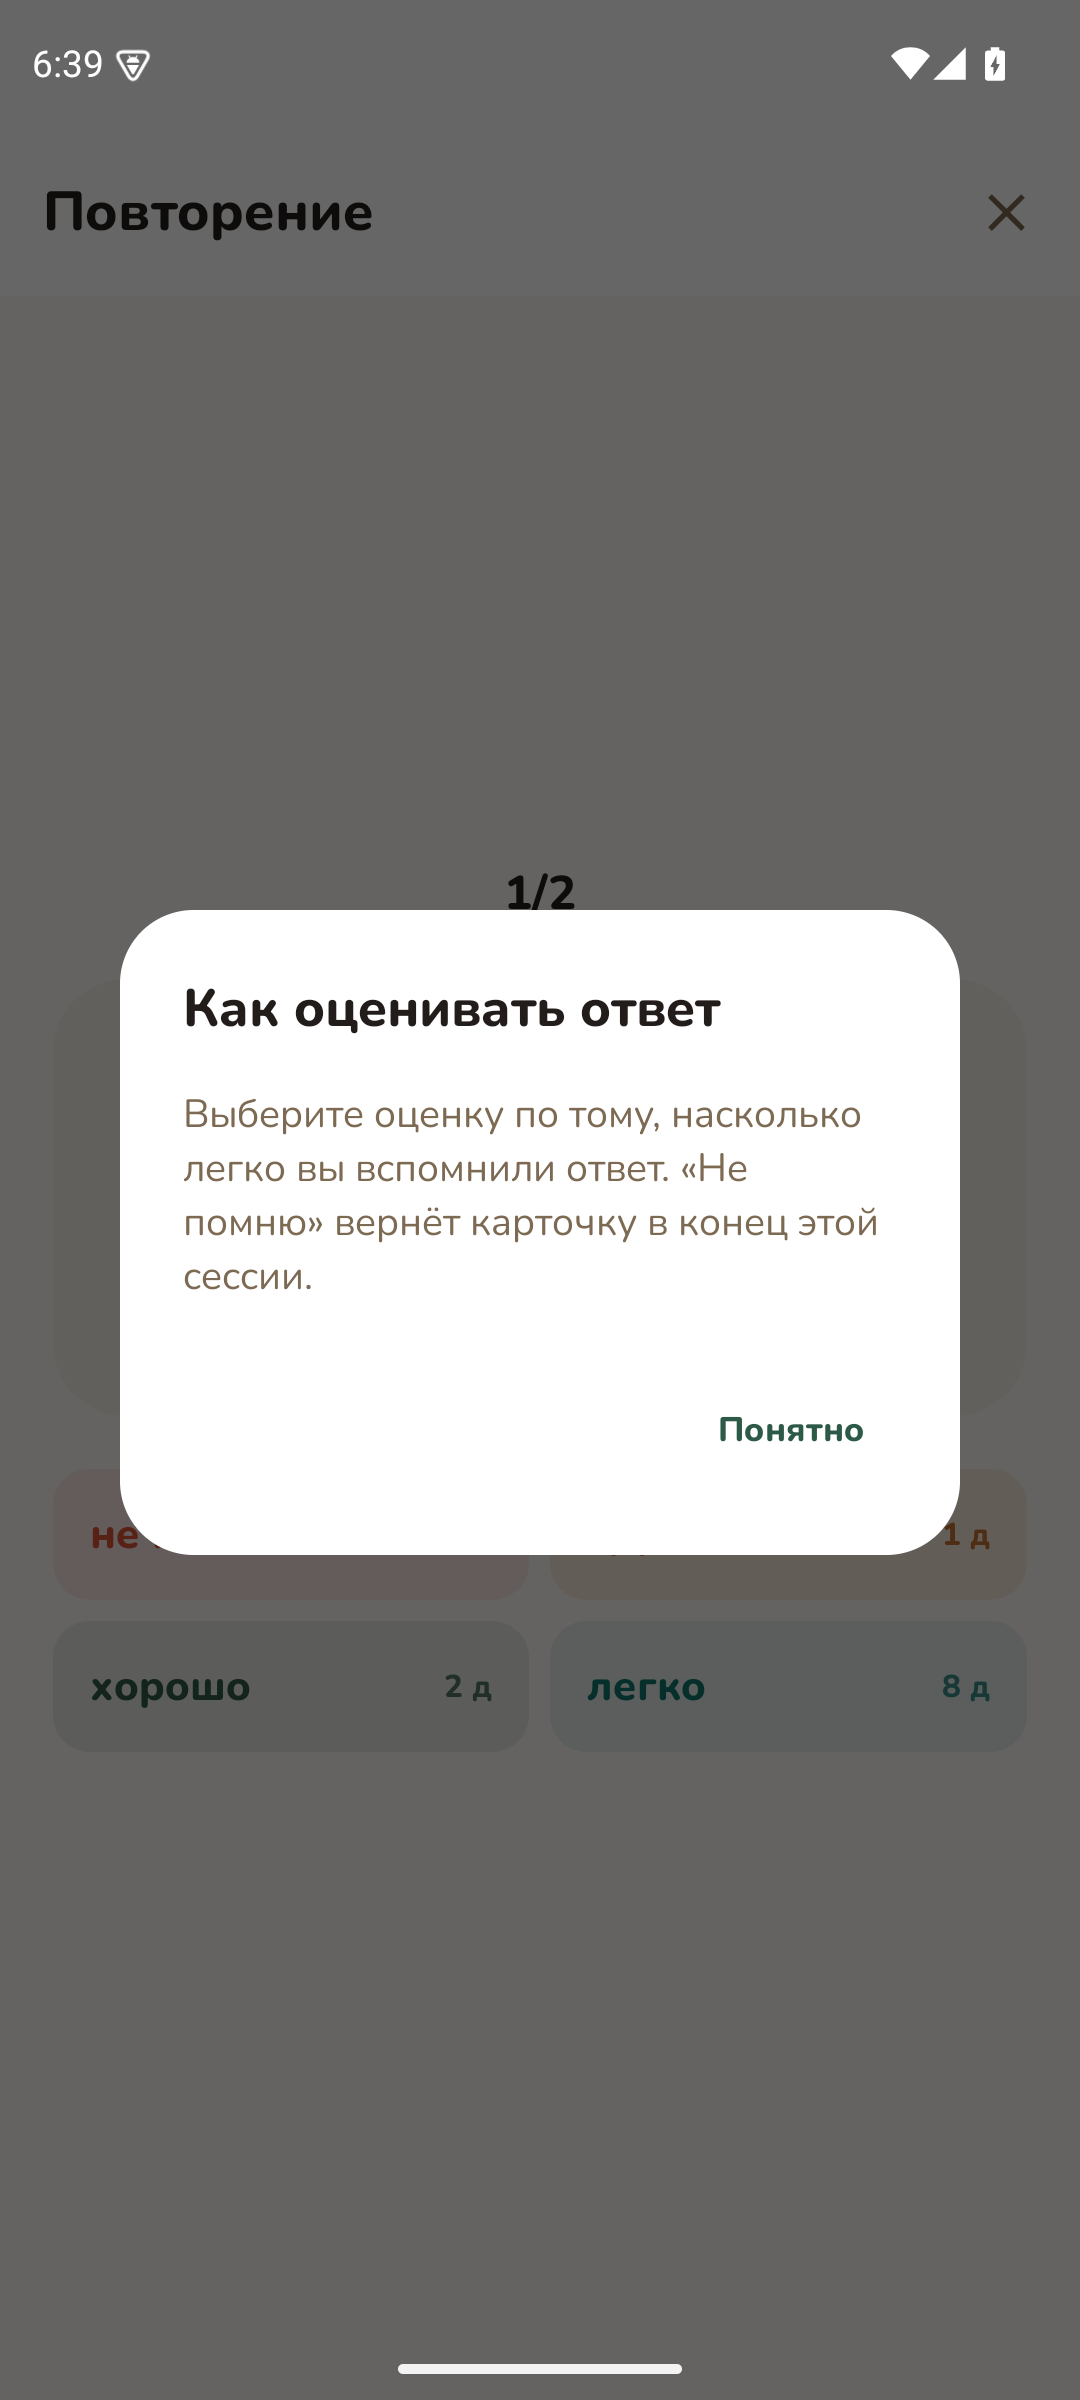 6:39
Повторение
1/2
Как оценивать ответ
Выберите оценку по тому, насколько
легко вы вспомнили ответ. «Не
помню» вернёт карточку в конец этой
сессии.
Понятно
не
1 д
хорошо 2 д
легко 8 д